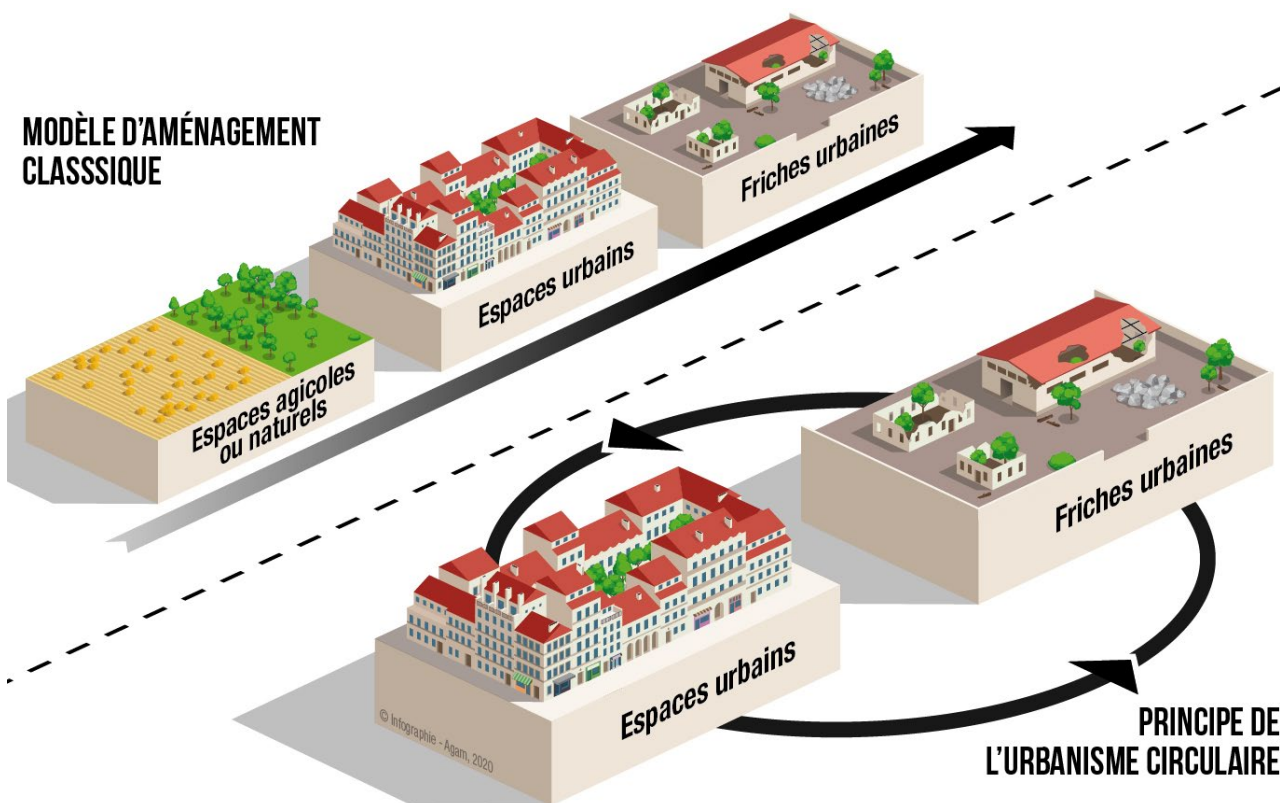 MODÈLE D'AMÉNAGEMENT
CLASSSIQUE
Friches urbaines
Espaces urbains
Espaces agicoles
ou naturels
Friches urbaines
Espaces urbains
© Infographie - Agam, 2020
PRINCIPE DE
L'URBANISME CIRCULAIRE